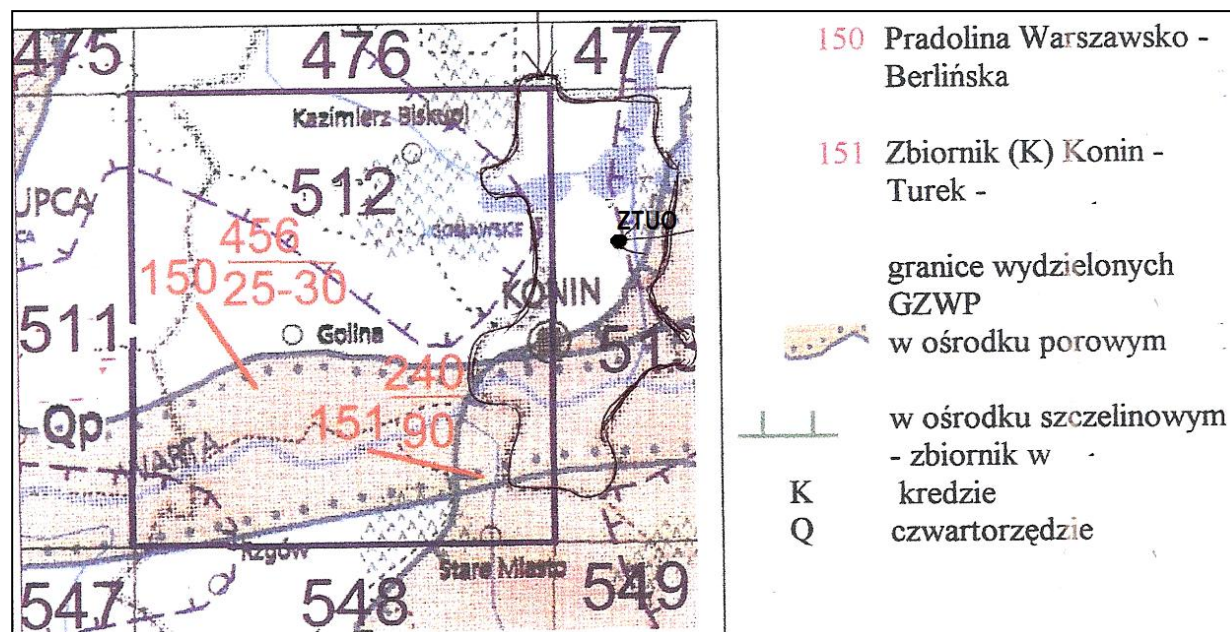 475
476
477
Kazimierz Biskupi
512
UPCA
GOSŁAWSKIE
ZTUO
456
150
25-30
KONIN
511
Golina
513
240
Qp
151
90
WARTA
Rzgów
Stare Miasto
547
548
549
150 Pradolina Warszawsko -
Berlińska
151 Zbiornik (K) Konin -
Turek -
granice wydzielonych
GZWP
w ośrodku porowym
w ośrodku szczelinowym
- zbiornik w
K kredzie
Q czwartorzędzie